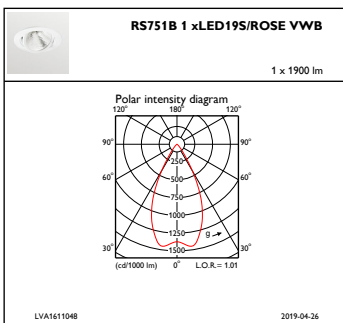 RS751B 1 xLED19S/ROSE VWB
1 x 1900 lm
Polar intensity diagram
120° 180° 120°
90° 90°
250
60° 500 60°
750
1000
1250 g
30° 1500 30°
(cd/1000 lm) 0° L.O.R.= 1.01
LVA1611048 2019-04-26